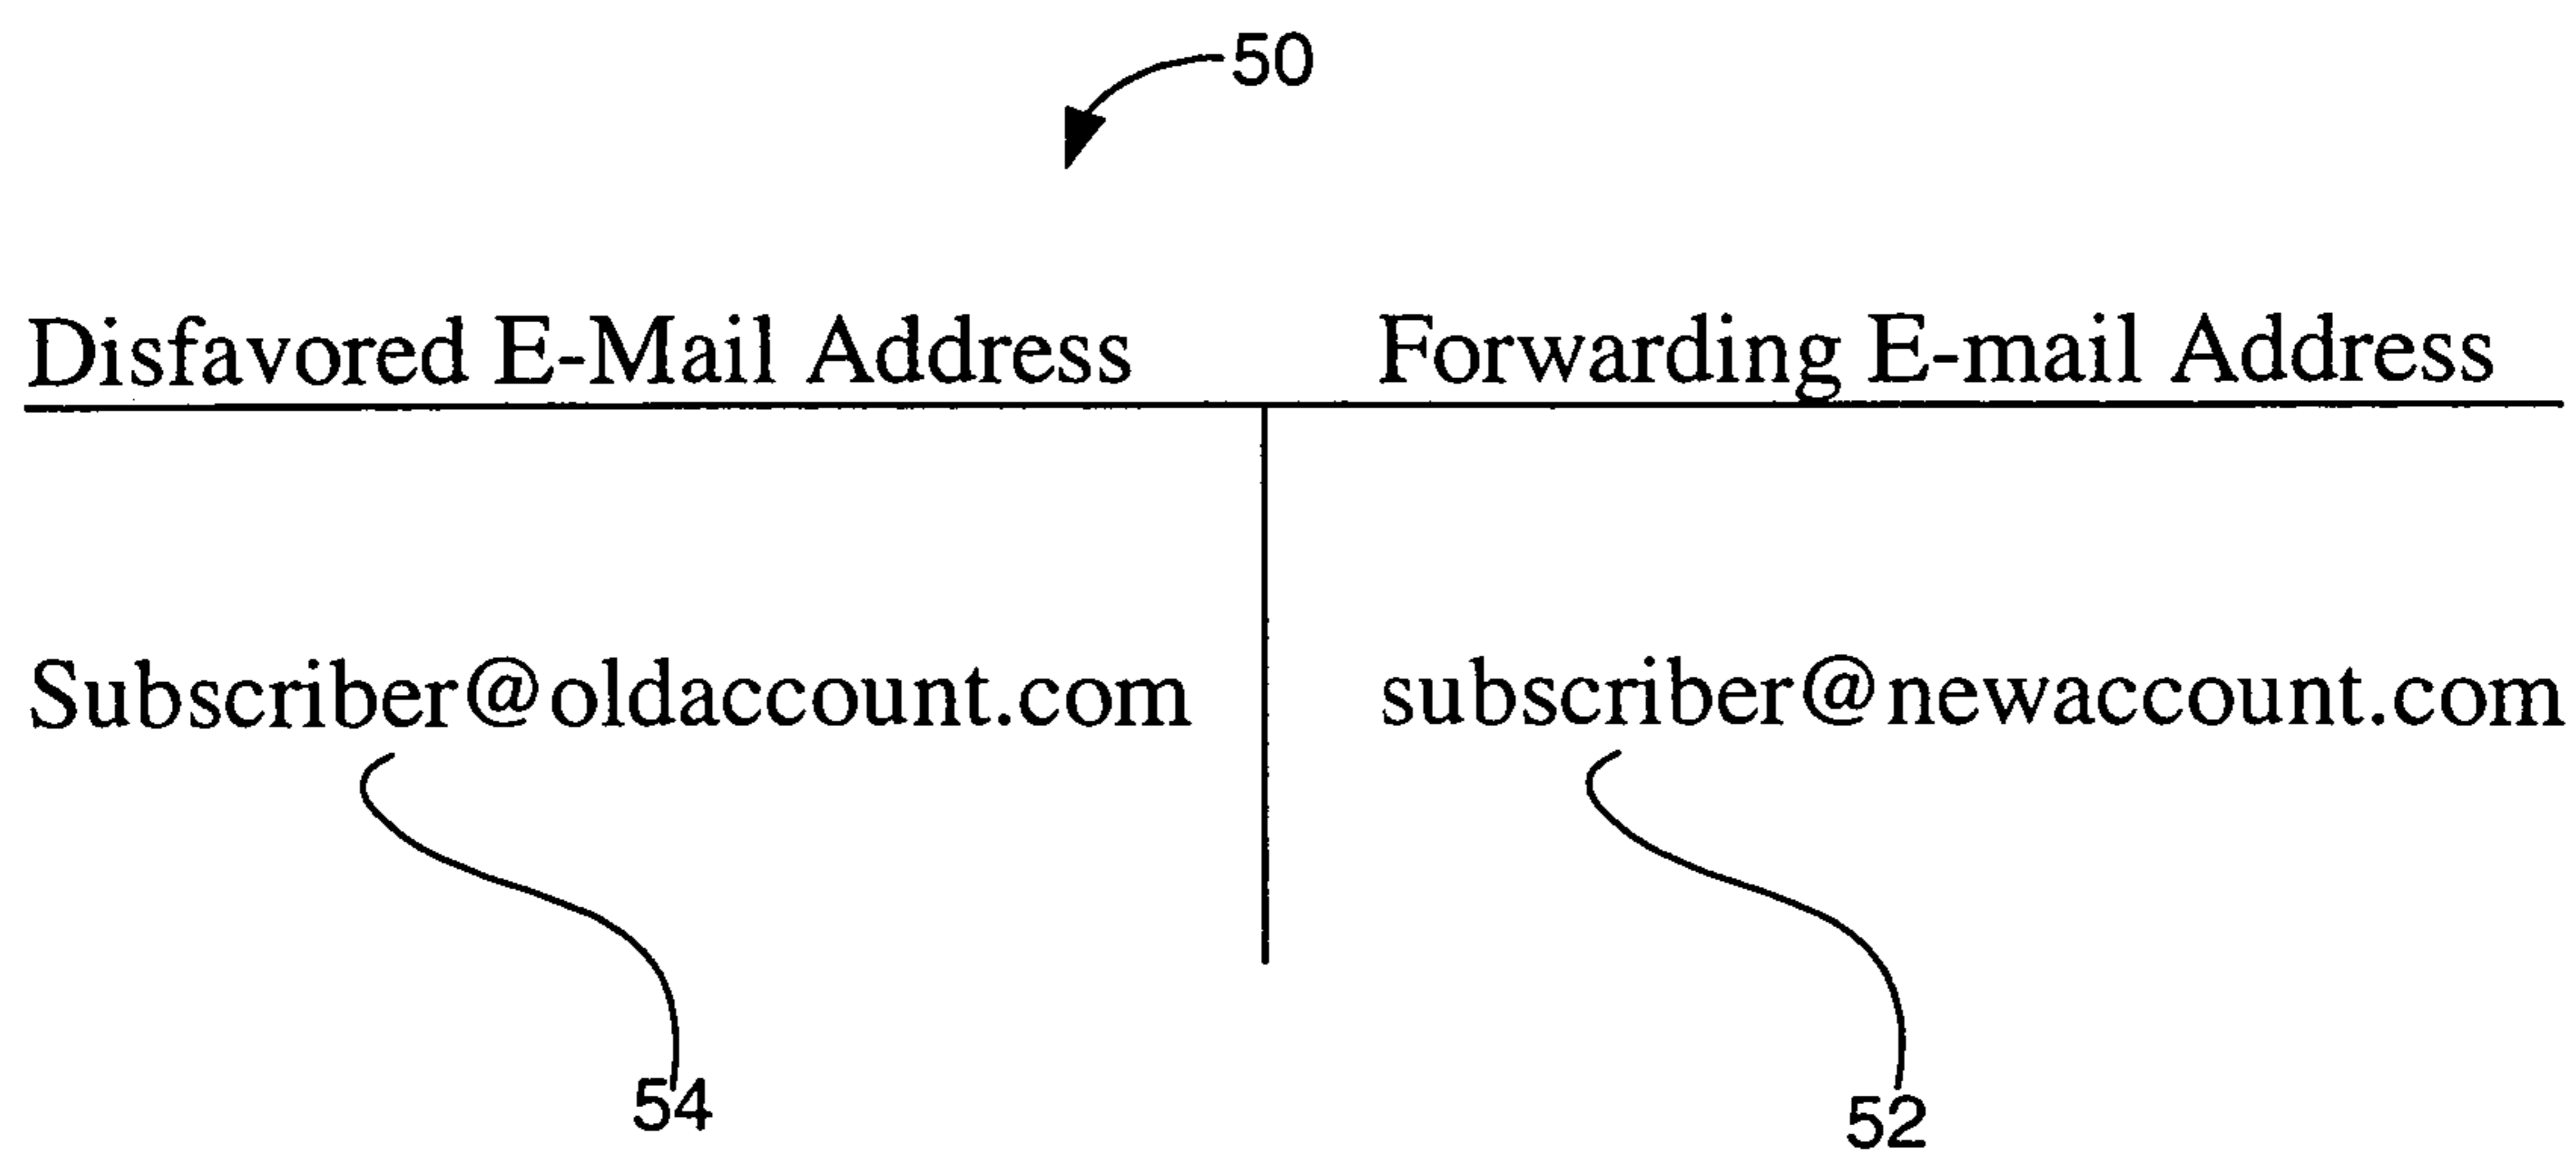 50
Disfavored E-Mail Address Forwarding E-mail Address
Subscriber@oldaccount.com subscriber@newaccount.com
54 52